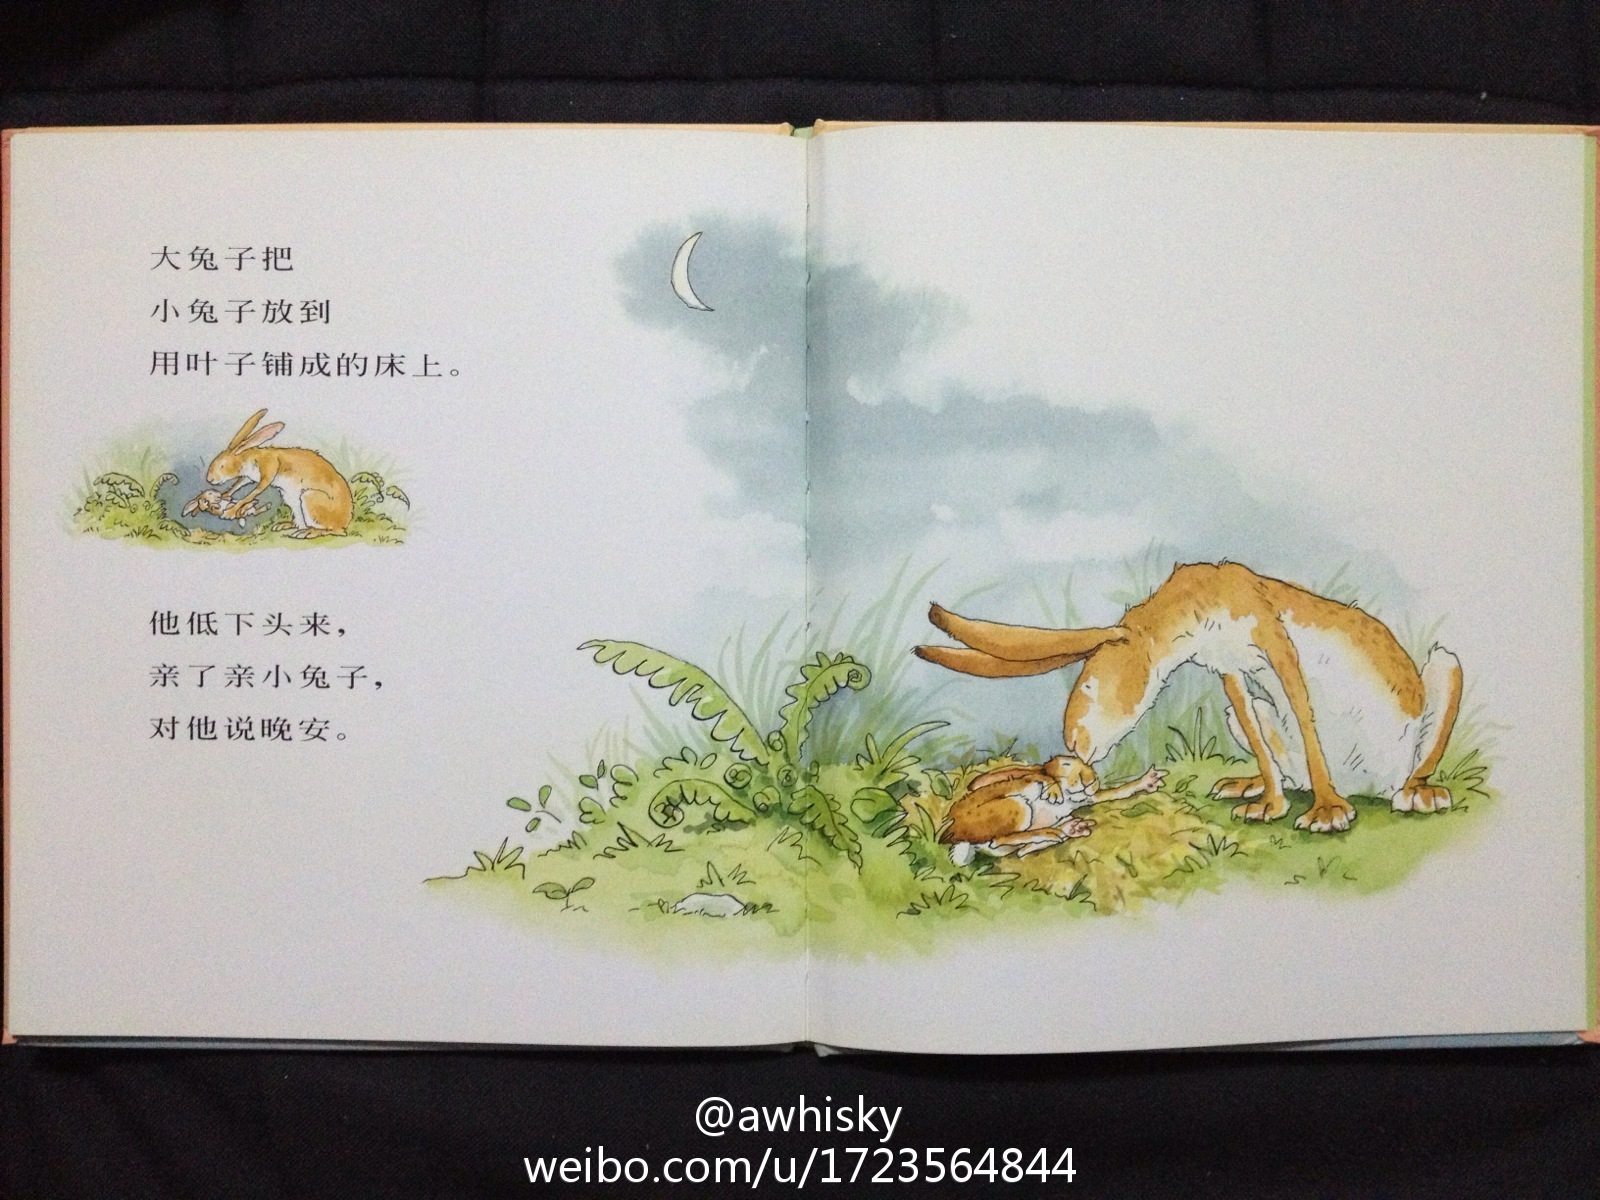 大兔子把
小兔子放到
用叶子铺成的床上。
他低下头来，
亲了亲小兔子，
对他说晚安。
@awhisky
weibo.com/u/1723564844